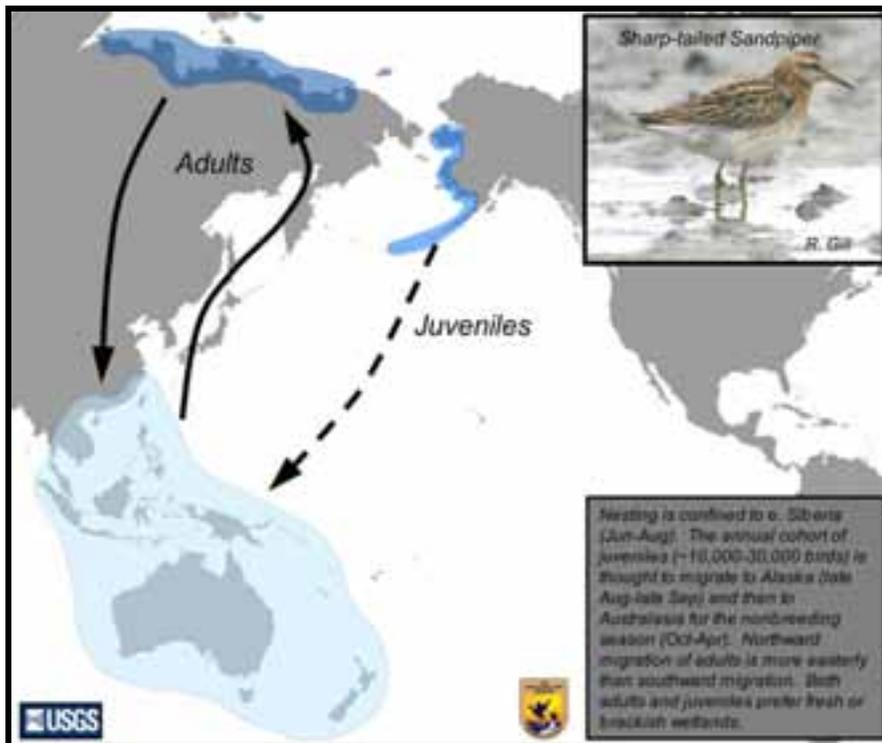 Sharp-tailed Sandpiper
R. Gill
Adults
Juveniles
Nesting is confined to e. Siberia
(Jun-Aug). The annual cohort of
juveniles (~10,000-30,000 birds) is
thought to migrate to Alaska (late
Aug-late Sep) and then to
Australasia for the nonbreeding
season (Oct-Apr). Northward
migration of adults is more easterly
than southward migration. Both
adults and juveniles prefer fresh or
brackish wetlands.
USGS